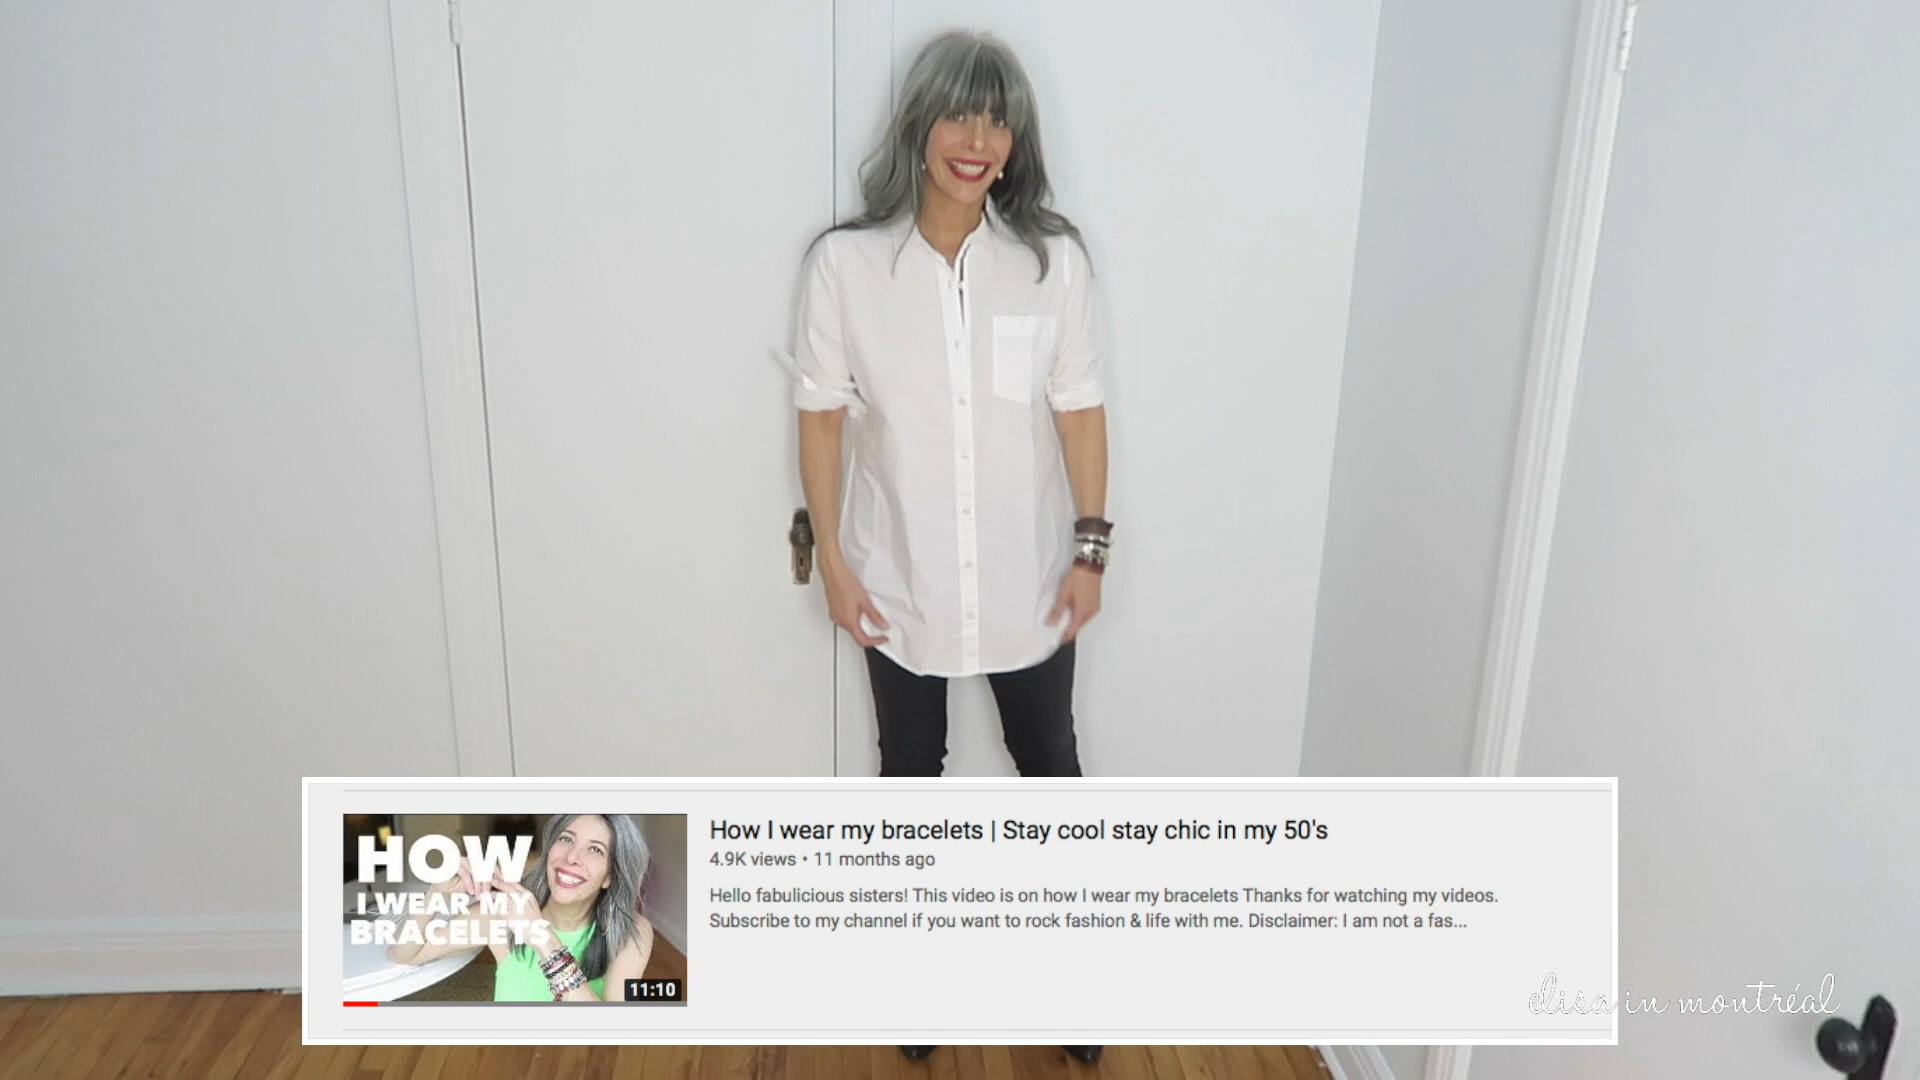 How I wear my bracelets | Stay cool stay chic in my 50's
4.9K views • 11 months ago
Hello fabulicious sisters! This video is on how I wear my bracelets Thanks for watching my videos.
Subscribe to my channel if you want to rock fashion & life with me. Disclaimer: I am not a fas...
HOW
I WEAR MY
BRACELETS
11:10
elisa in montréal